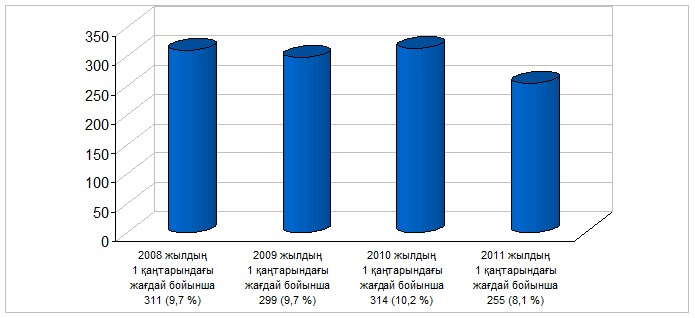 350
300
250
200
150
100
50
0
2008 жылдың
1 қаңтарындағы
жағдай бойынша
311 (9,7 %)
2009 жылдың
1 қаңтарындағы
жағдай бойынша
299 (9,7 %)
2010 жылдың
1 қаңтарындағы
жағдай бойынша
314 (10,2 %)
2011 жылдың
1 қаңтарындағы
жағдай бойынша
255 (8,1 %)